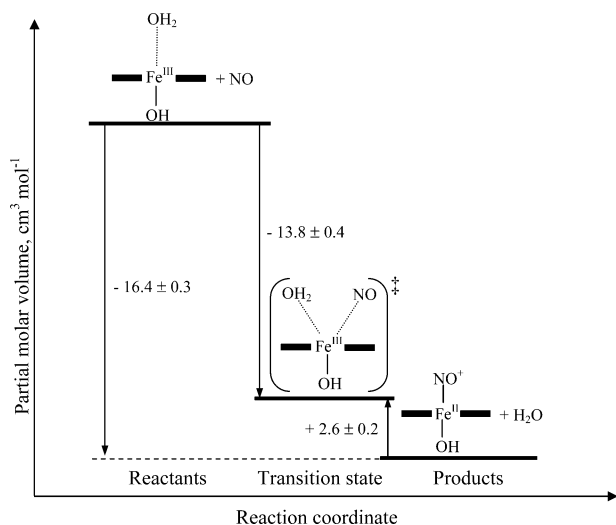 OH₂
Feᴵᴵᴵ + NO
OH
- 13.8 ± 0.4
- 16.4 ± 0.3
‡
OH₂ NO
Feᴵᴵᴵ
OH
NO⁺
Feᴵᴵ + H₂O
OH
+ 2.6 ± 0.2
Reactants Transition state Products
Reaction coordinate
Partial molar volume, cm³ mol⁻¹